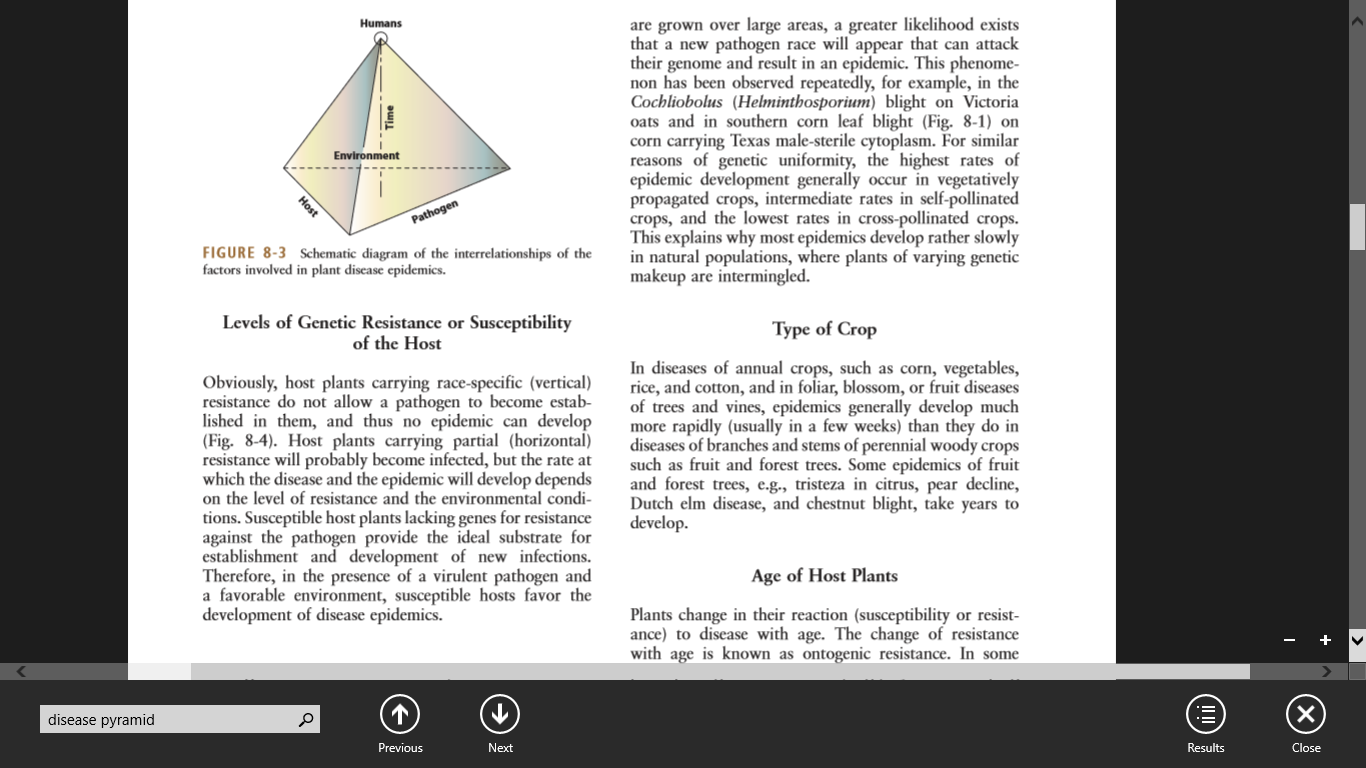 Humans
Time
Environment
Host
Pathogen
FIGURE 8-3 Schematic diagram of the interrelationships of the
factors involved in plant disease epidemics.
Levels of Genetic Resistance or Susceptibility
of the Host
Obviously, host plants carrying race-specific (vertical)
resistance do not allow a pathogen to become estab-
lished in them, and thus no epidemic can develop
(Fig. 8-4). Host plants carrying partial (horizontal)
resistance will probably become infected, but the rate at
which the disease and the epidemic will develop depends
on the level of resistance and the environmental condi-
tions. Susceptible host plants lacking genes for resistance
against the pathogen provide the ideal substrate for
establishment and development of new infections.
Therefore, in the presence of a virulent pathogen and
a favorable environment, susceptible hosts favor the
development of disease epidemics.
are grown over large areas, a greater likelihood exists
that a new pathogen race will appear that can attack
their genome and result in an epidemic. This phenome-
non has been observed repeatedly, for example, in the
Cochliobolus (Helminthosporium) blight on Victoria
oats and in southern corn leaf blight (Fig. 8-1) on
corn carrying Texas male-sterile cytoplasm. For similar
reasons of genetic uniformity, the highest rates of
epidemic development generally occur in vegetatively
propagated crops, intermediate rates in self-pollinated
crops, and the lowest rates in cross-pollinated crops.
This explains why most epidemics develop rather slowly
in natural populations, where plants of varying genetic
makeup are intermingled.
Type of Crop
In diseases of annual crops, such as corn, vegetables,
rice, and cotton, and in foliar, blossom, or fruit diseases
of trees and vines, epidemics generally develop much
more rapidly (usually in a few weeks) than they do in
diseases of branches and stems of perennial woody crops
such as fruit and forest trees. Some epidemics of fruit
and forest trees, e.g., tristeza in citrus, pear decline,
Dutch elm disease, and chestnut blight, take years to
develop.
Age of Host Plants
Plants change in their reaction (susceptibility or resist-
ance) to disease with age. The change of resistance
with age is known as ontogenic resistance. In some
disease pyramid
Previous
Next
Results
Close